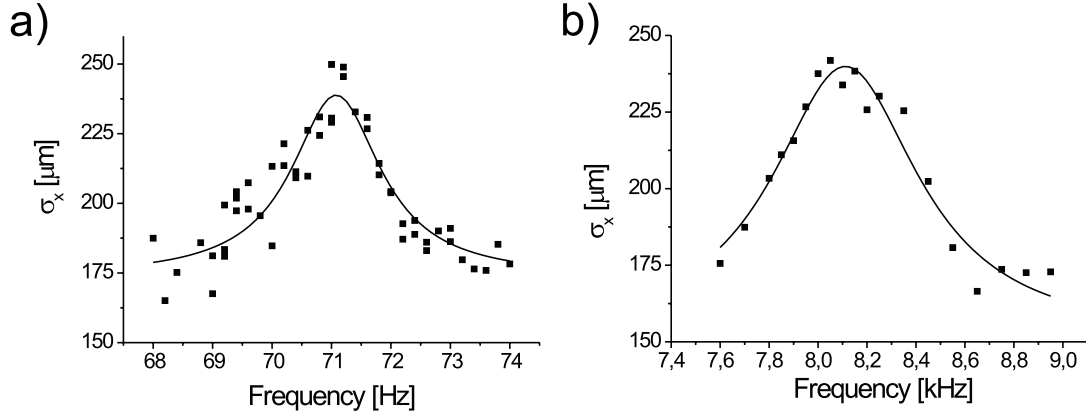 a)
250
225
200
175
150
σx [μm]
68 69 70 71 72 73 74
Frequency [Hz]
b)
250
225
200
175
150
σx [μm]
7,4 7,6 7,8 8,0 8,2 8,4 8,6 8,8 9,0
Frequency [kHz]